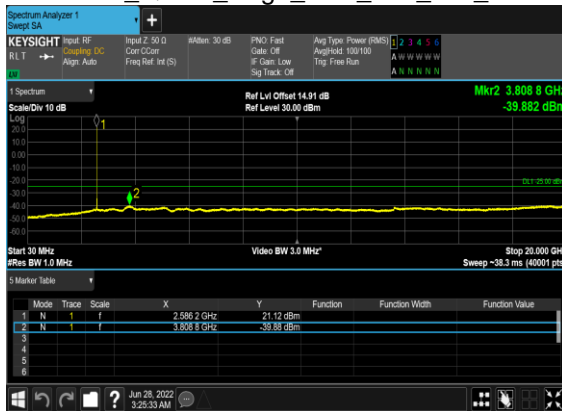 Spectrum Analyzer 1
Swept SA
+
KEYSIGHT Input: RF Input Z: 50 Ω #Atten: 30 dB PNO: Fast Avg Type: Power (RMS) 1 2 3 4 5 6
RLT Coupling: DC Corr CCorr Gate: Off Avg|Hold: 100/100 A W W W W W
Align: Auto Freq Ref: Int (S) IF Gain: Low Trig: Free Run
Sig Track: Off A N N N N N
1 Spectrum Ref Lvl Offset 14.91 dB Mkr2 3.808 8 GHz
Scale/Div 10 dB Ref Level 30.00 dBm -39.882 dBm
Log
20.0
10.0
0.00
-10.0
-20.0
-30.0
-40.0
-50.0
-60.0
1
2
DL1 -25.00 dBm
Start 30 MHz Video BW 3.0 MHz* Stop 20.000 GHz
#Res BW 1.0 MHz Sweep ~38.3 ms (40001 pts)
5 Marker Table
Mode Trace Scale X Y Function Function Width Function Value
1 N 1 f 2.586 2 GHz 21.12 dBm
2 N 1 f 3.808 8 GHz -39.88 dBm
3
4
5
6
? Jun 28, 2022
3:25:33 AM